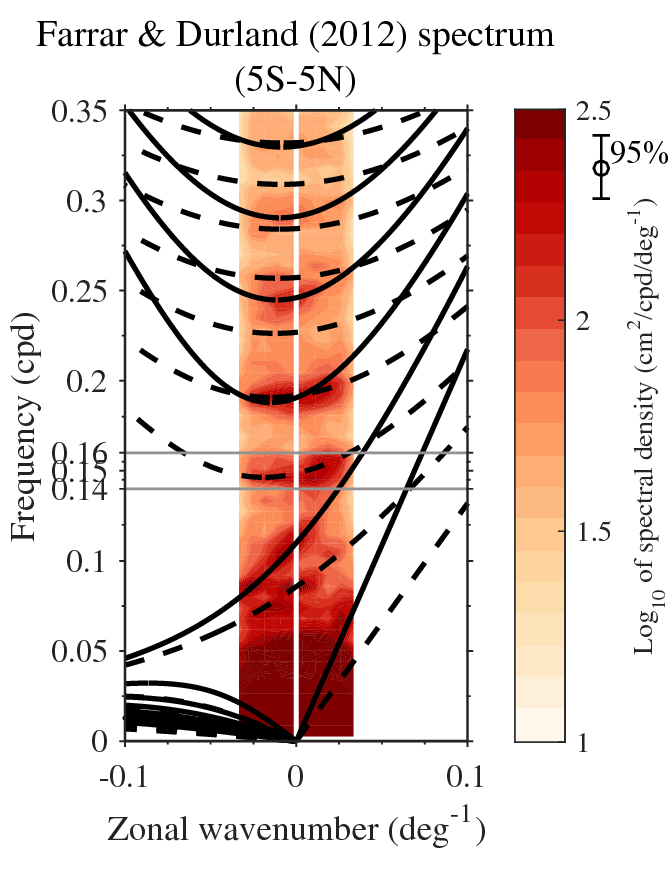 Farrar & Durland (2012) spectrum
(5S-5N)
0.35
0.3
0.25
0.2
0.16
0.15
0.14
0.1
0.05
0
-0.1 0 0.1
Zonal wavenumber (deg⁻¹)
Frequency (cpd)
2.5
2
1.5
1
95%
Log₁₀ of spectral density (cm²/cpd/deg⁻¹)